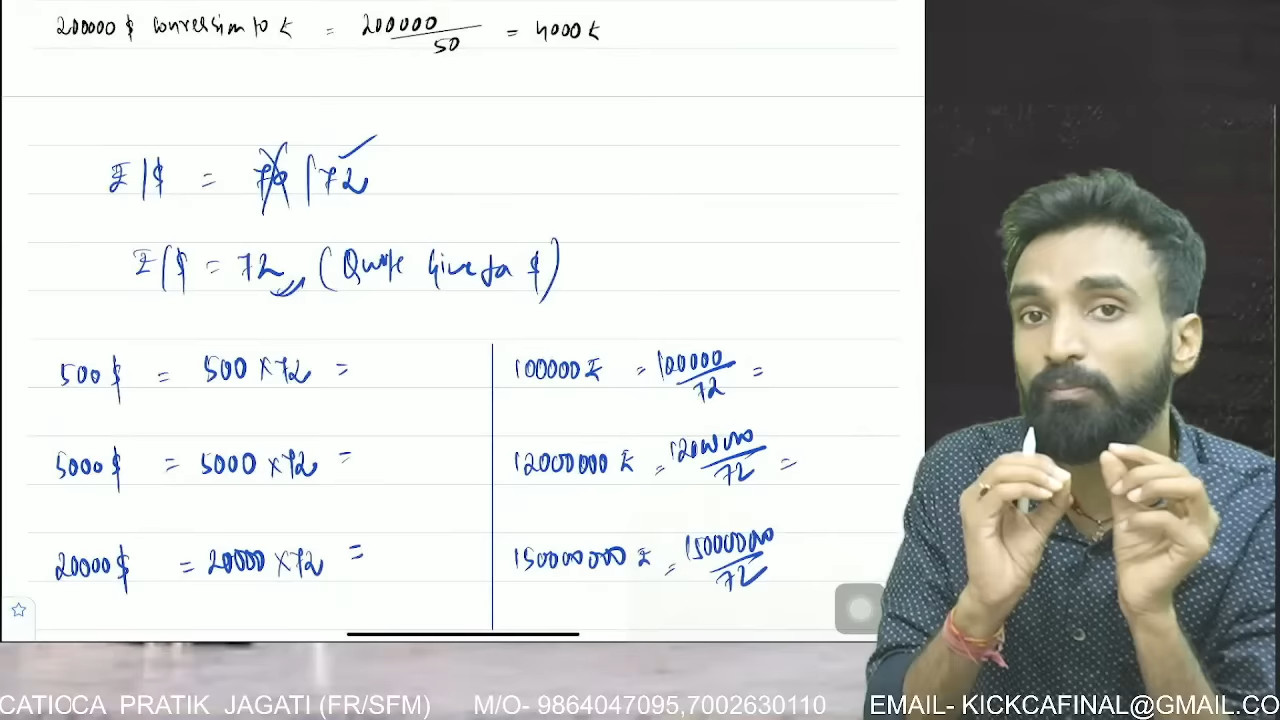 200000 $ conversion to ₹ = 200000/50 = 4000 ₹
₹/$ = 70 | 72
₹/$ = 72 (Quote Given for $)
500 $ = 500 × 72 =
100000 ₹ = 100000/72 =
5000 $ = 5000 × 72 =
12000000 ₹ = 12000000/72 =
20000 $ = 20000 × 72 =
150000000 ₹ = 15000000/72
CATIOCA PRATIK JAGATI (FR/SFM) M/O- 9864047095,7002630110 EMAIL- KICKCAFINAL@GMAIL.CO